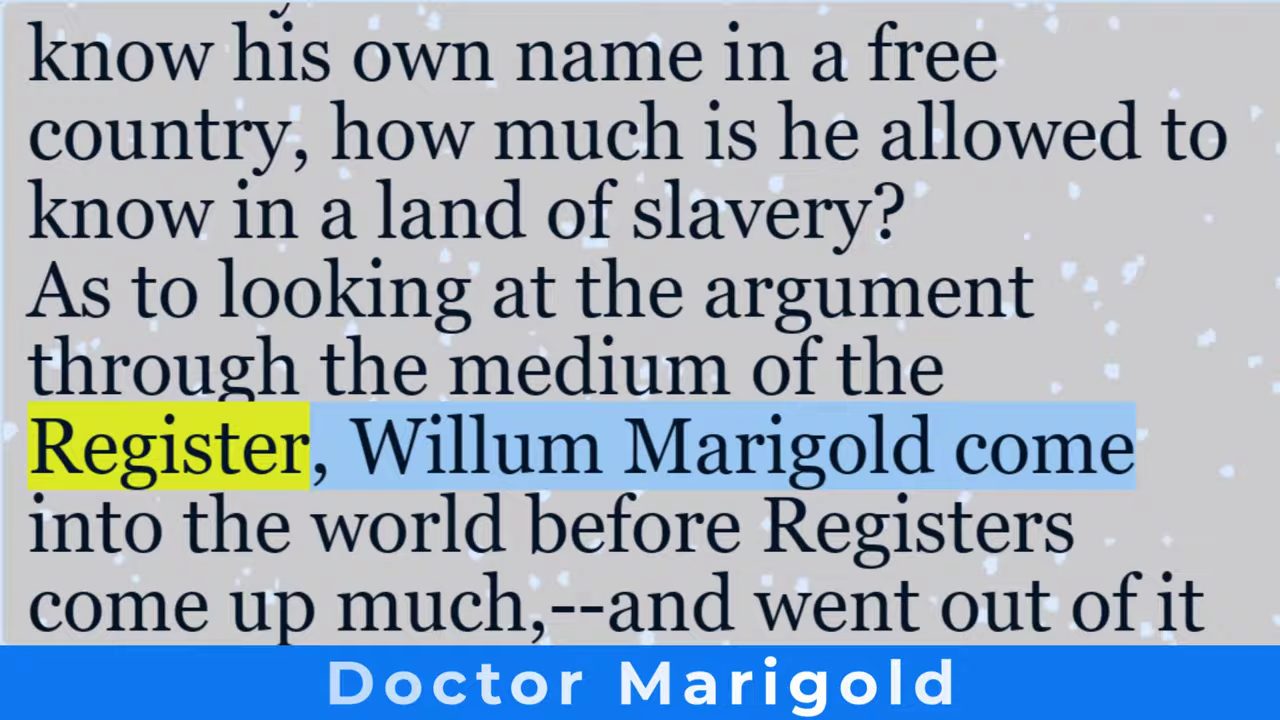 know his own name in a free
country, how much is he allowed to
know in a land of slavery?
As to looking at the argument
through the medium of the
Register, Willum Marigold come
into the world before Registers
come up much,--and went out of it
Doctor Marigold